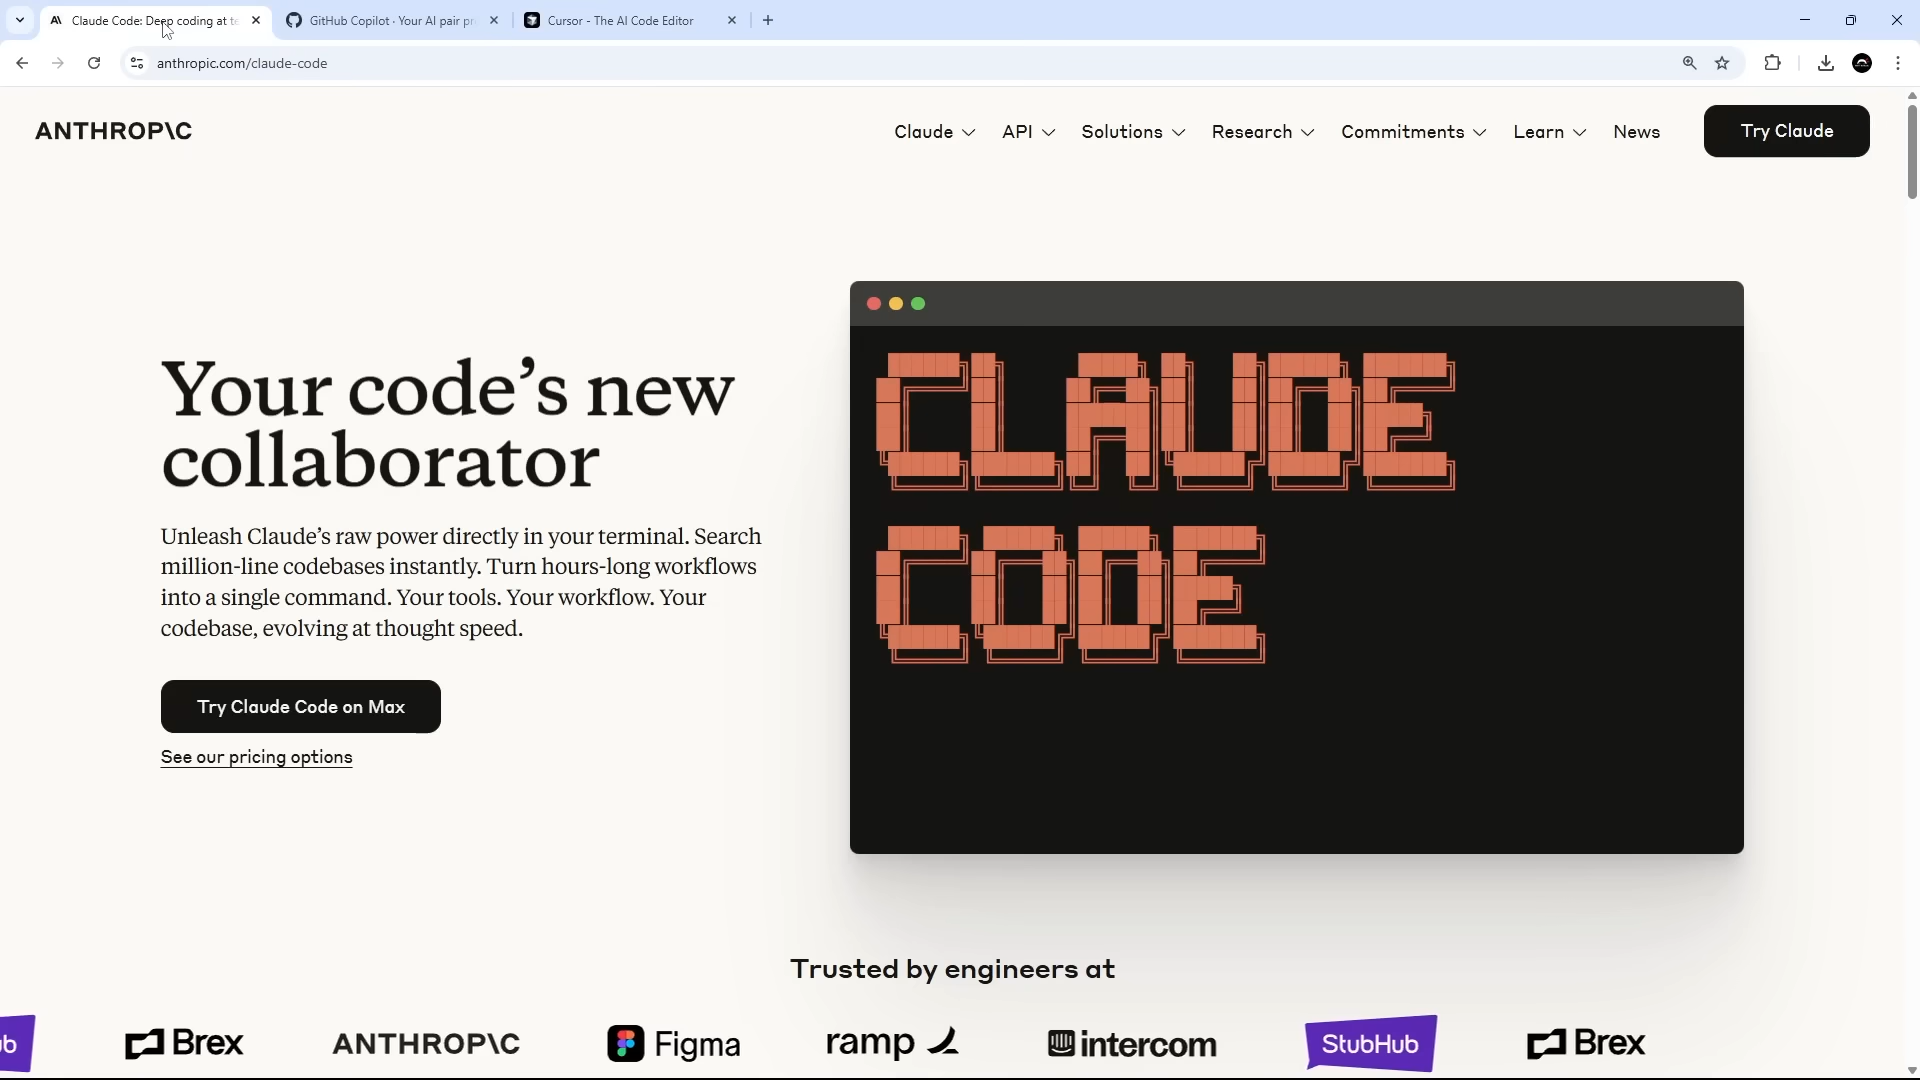 Claude Code: Deep coding at te
GitHub Copilot · Your AI pair pr
Cursor - The AI Code Editor
anthropic.com/claude-code
ANTHROP\C
Claude
API
Solutions
Research
Commitments
Learn
News
Try Claude
Your code’s new
collaborator
Unleash Claude’s raw power directly in your terminal. Search
million-line codebases instantly. Turn hours-long workflows
into a single command. Your tools. Your workflow. Your
codebase, evolving at thought speed.
Try Claude Code on Max
See our pricing options
CLAUDE
CODE
Trusted by engineers at
ub
Brex
ANTHROP\C
Figma
ramp
intercom
StubHub
Brex